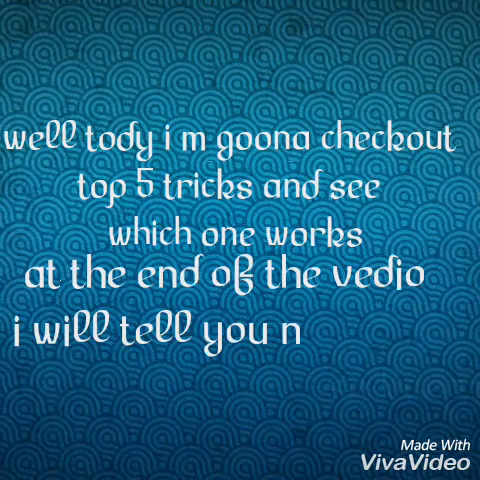 well tody i m goona checkout
top 5 tricks and see
which one works
at the end of the vedio
i will tell you n
Made With
VivaVideo